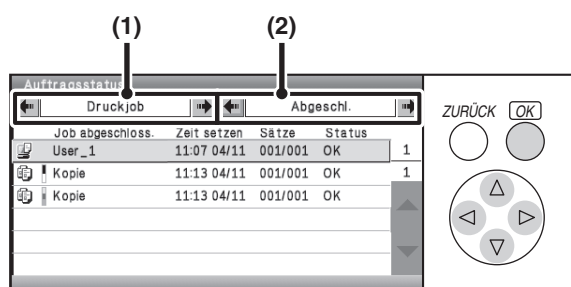 (1) (2)
Auftragsstatus
Druckjob Abgeschl.
ZURÜCK OK
Job abgeschloss. Zeit setzen Sätze Status
User_1 11:07 04/11 001/001 OK 1
Kopie 11:13 04/11 001/001 OK 1
Kopie 11:13 04/11 001/001 OK